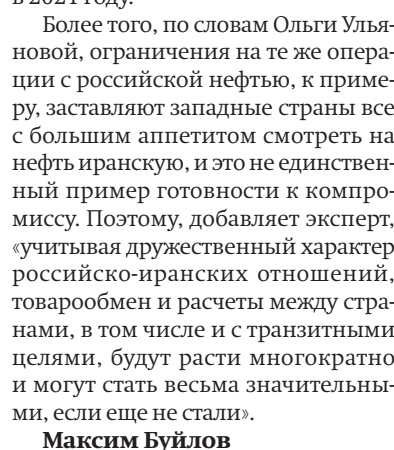 Более того, по словам Ольги Улья-
новой, ограничения на те же опера-
ции с российской нефтью, к приме-
ру, заставляют западные страны все
с большим аппетитом смотреть на
нефть иранскую, и это не единствен-
ный пример готовности к компро-
миссу. Поэтому, добавляет эксперт,
«учитывая дружественный характер
российско-иранских отношений,
товарообмен и расчеты между стра-
нами, в том числе и с транзитными
целями, будут расти многократно
и могут стать весьма значительны-
ми, если еще не стали».
Максим Буйлов